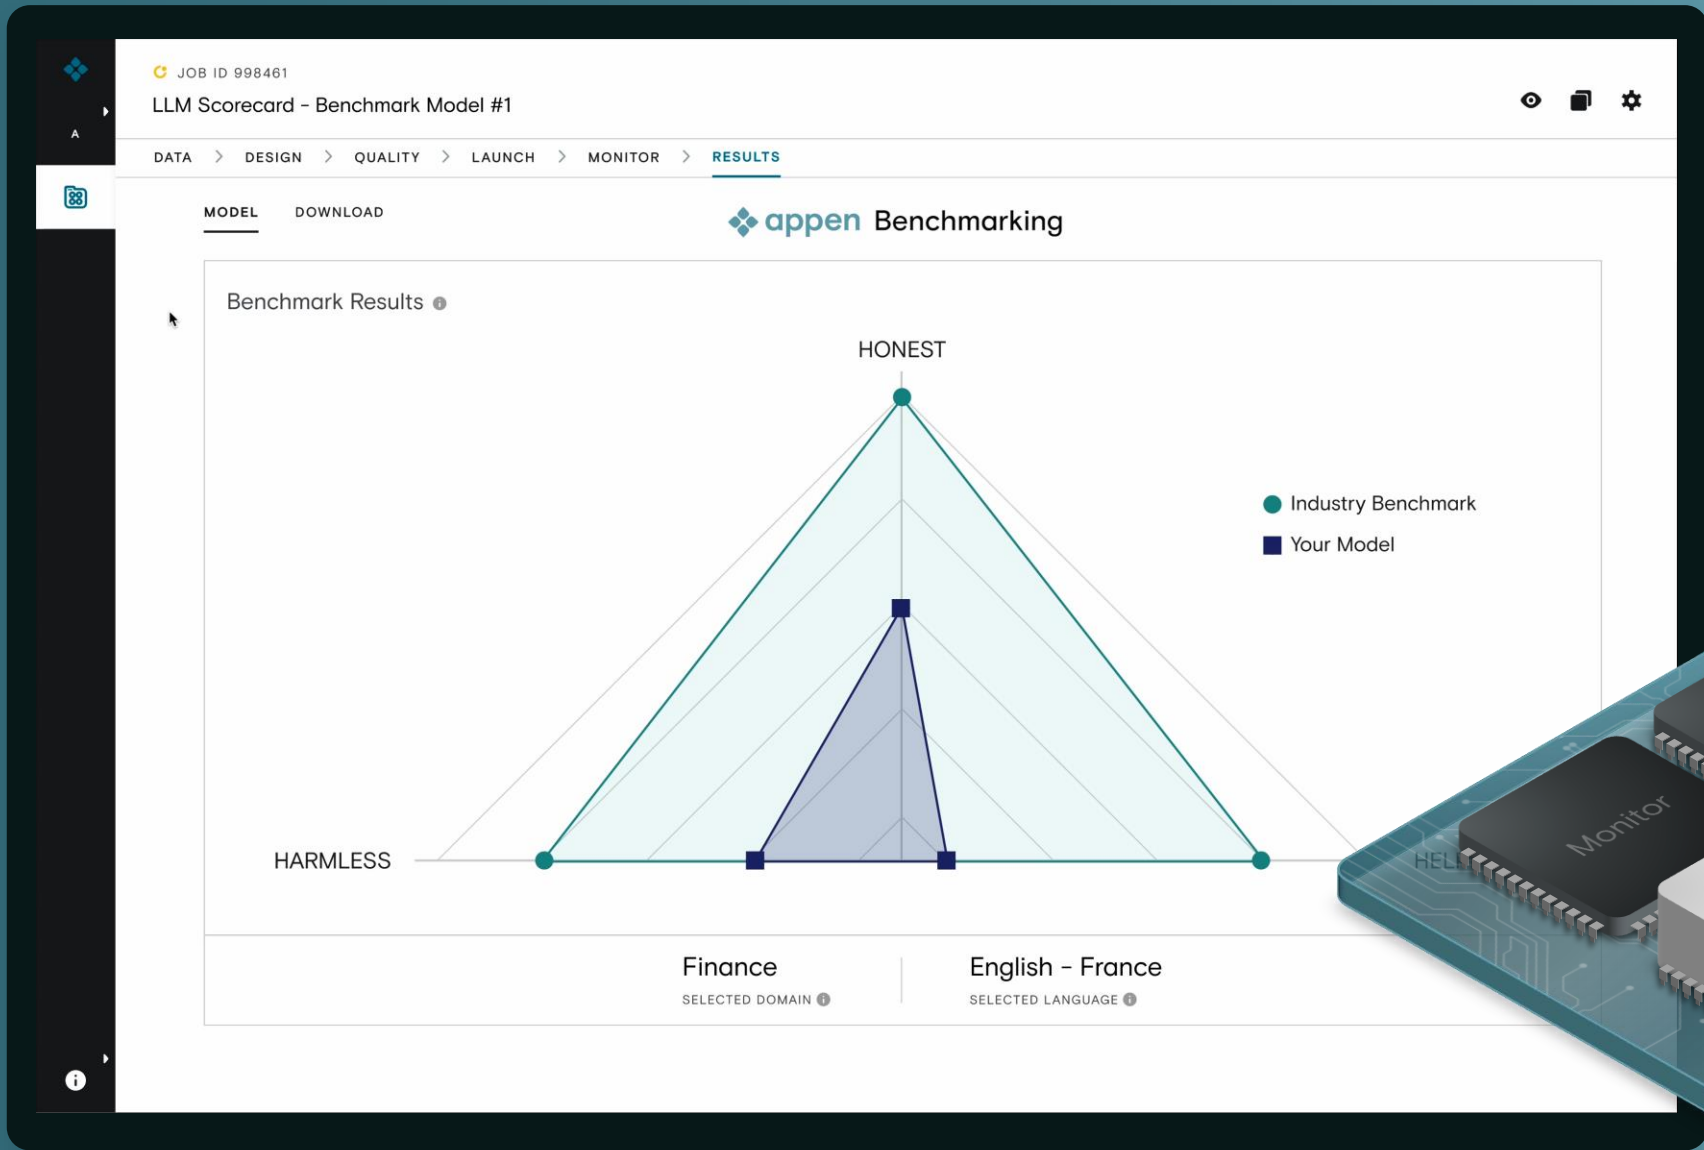 JOB ID 998461
LLM Scorecard - Benchmark Model #1
A
DATA > DESIGN > QUALITY > LAUNCH > MONITOR > RESULTS
MODEL DOWNLOAD
appen Benchmarking
Benchmark Results
HONEST
Industry Benchmark
Your Model
Monitor
HARMLESS
Finance
SELECTED DOMAIN
English - France
SELECTED LANGUAGE